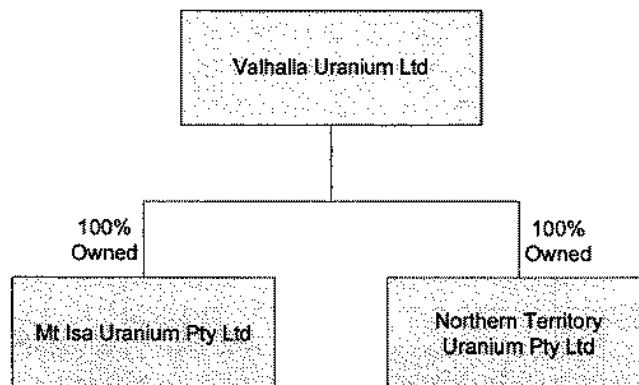 Valhalla Uranium Ltd
100%
Owned
100%
Owned
Mt Isa Uranium Pty Ltd
Northern Territory
Uranium Pty Ltd